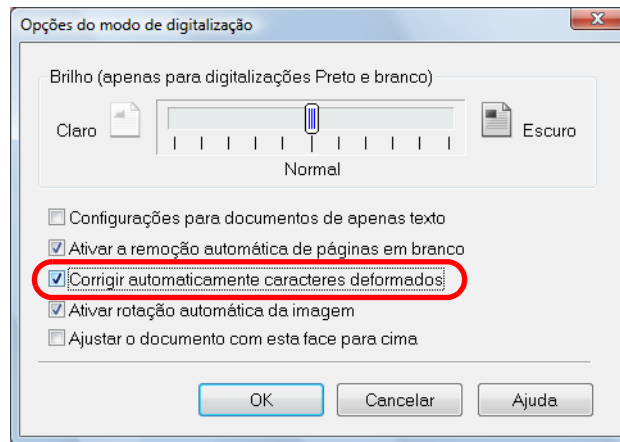 Opções do modo de digitalização
Brilho (apenas para digitalizações Preto e branco)
Claro
Escuro
Normal
Configurações para documentos de apenas texto
Ativar a remoção automática de páginas em branco
Corrigir automaticamente caracteres deformados
Ativar rotação automática da imagem
Ajustar o documento com esta face para cima
OK Cancelar Ajuda